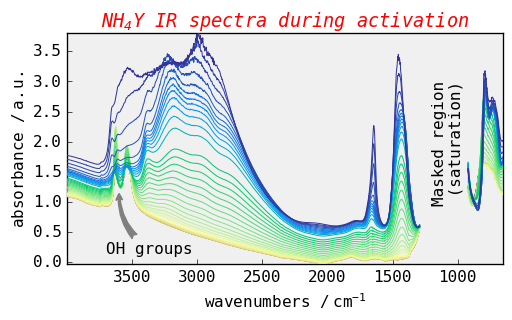 NH₄Y IR spectra during activation
absorbance / a.u.
3.5
3.0
2.5
2.0
1.5
1.0
0.5
0.0
OH groups
Masked region
(saturation)
3500 3000 2500 2000 1500 1000
wavenumbers / cm⁻¹